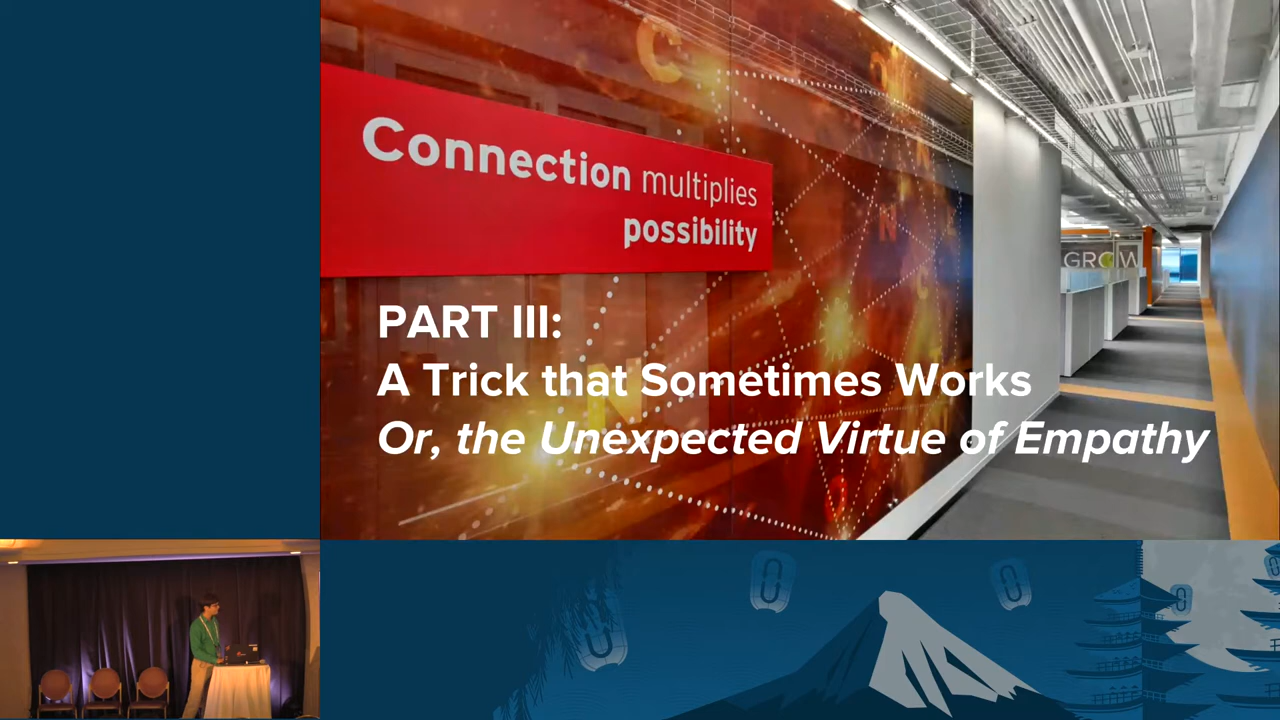 Connection multiplies
possibility
GROW
PART III:
A Trick that Sometimes Works
Or, the Unexpected Virtue of Empathy